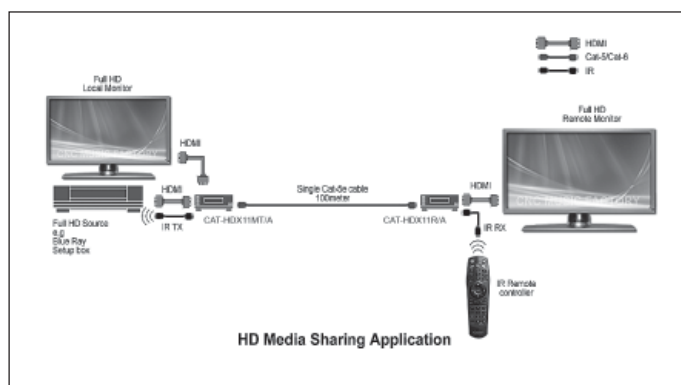 HDMI
Cat-5/Cat-6
IR
Full HD
Local Monitor
Full HD
Remote Monitor
HDMI
HDMI
Single Cat-5e cable
100meter
HDMI
CAT-HDX11MT/A
CAT-HDX11R/A
IR TX
IR RX
Full HD Source
e.g
Blue Ray
Setup box
IR Remote
controller
HD Media Sharing Application